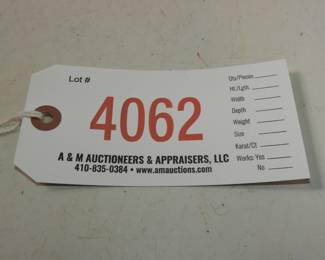 Lot #
4062
A & M AUCTIONEERS & APPRAISERS, LLC
410-835-0384 • www.amauctions.com
Qty/Pieces
Ht./Lgth.
Width
Depth
Weight
Size
Karat/Ct
Works: Yes
No